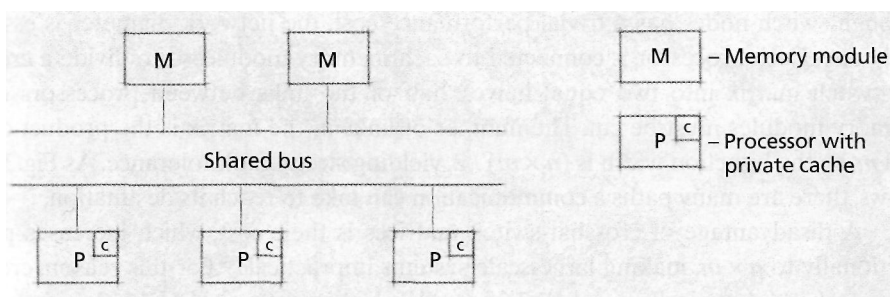 M M
Shared bus
P c P c P c
M – Memory module
P c – Processor with
private cache